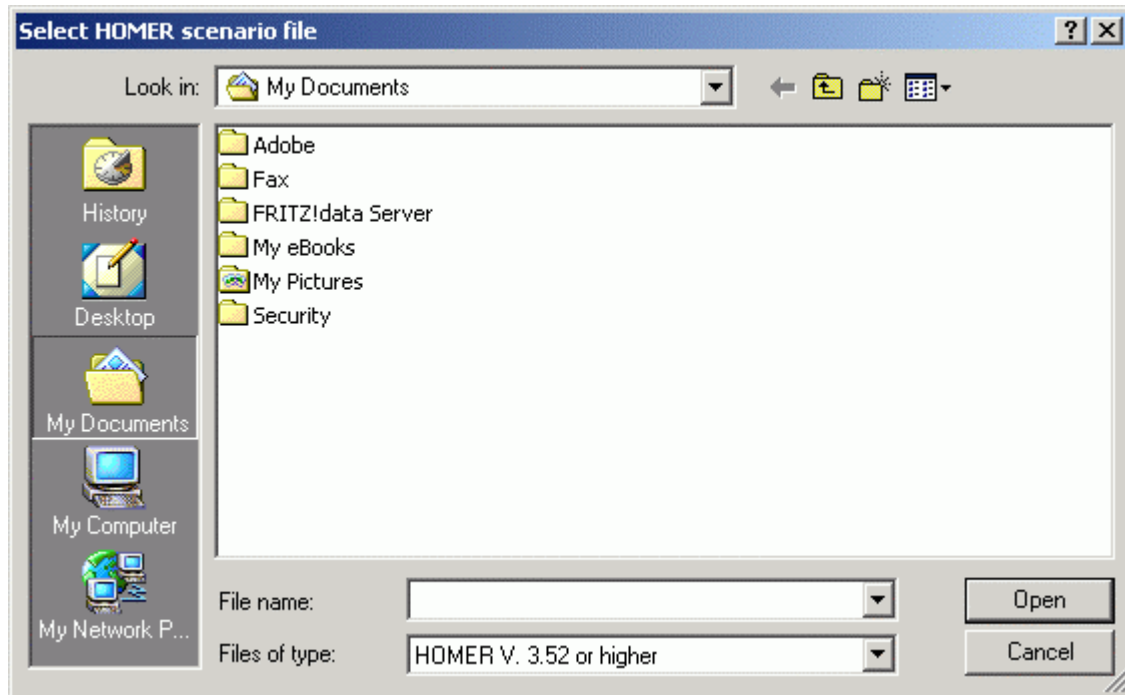 Select HOMER scenario file
Look in: My Documents
History
Desktop
My Documents
My Computer
My Network P...
Adobe
Fax
FRITZ!data Server
My eBooks
My Pictures
Security
File name:
Open
Files of type: HOMER V. 3.52 or higher
Cancel